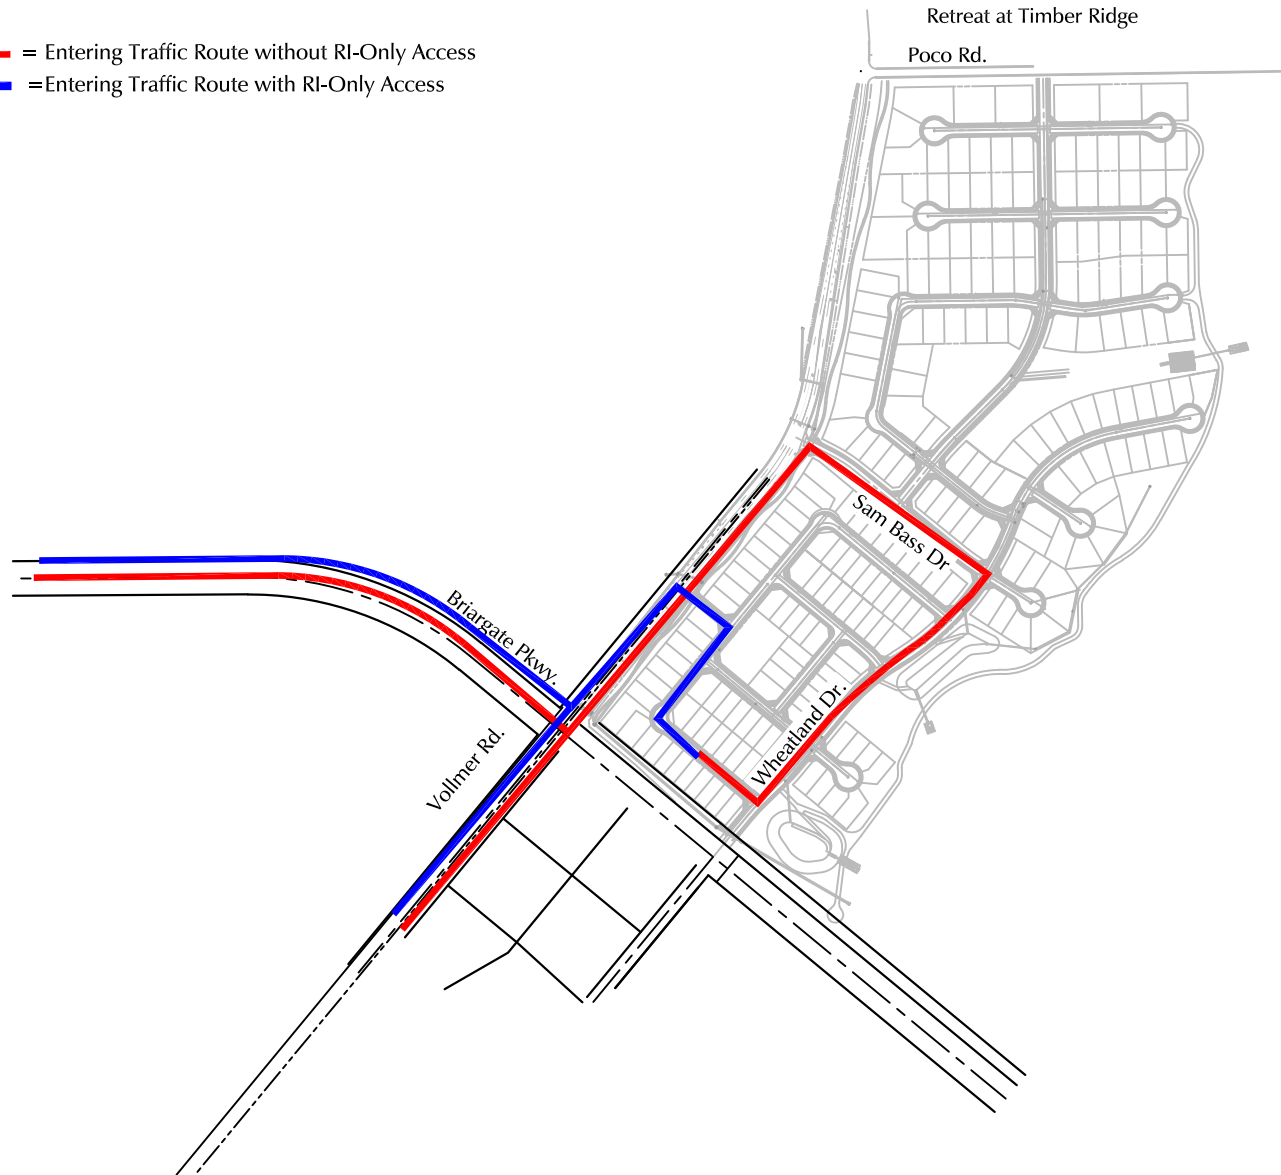 Retreat at Timber Ridge
Poco Rd.
= Entering Traffic Route without RI-Only Access
=Entering Traffic Route with RI-Only Access
Sam Bass Dr
Briargate Pkwy.
Wheatland Dr.
Vollmer Rd.